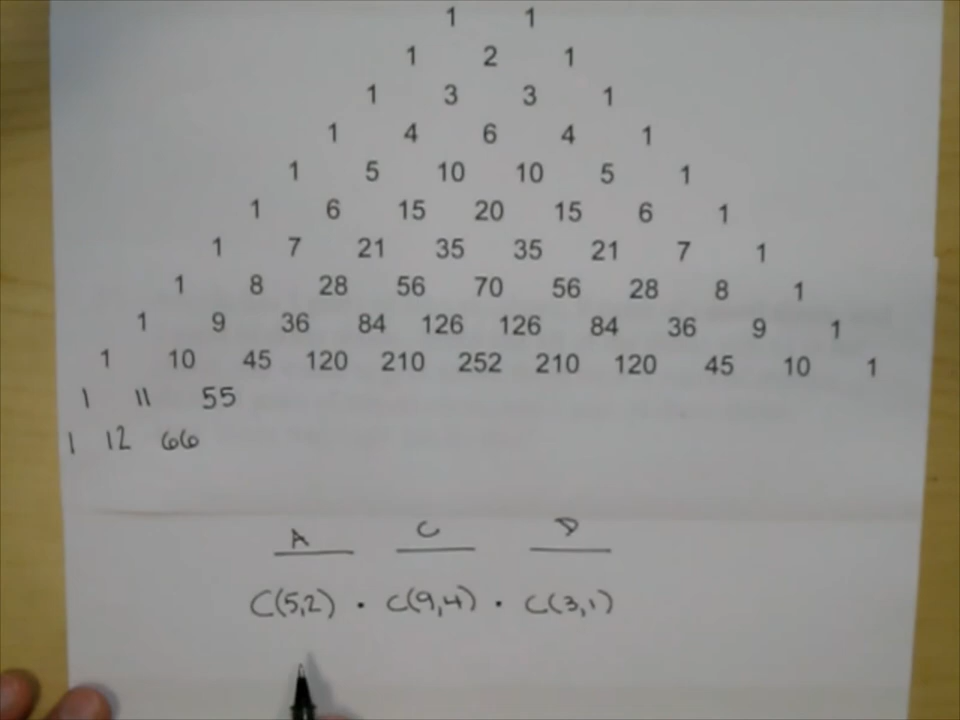 1 1
1 2 1
1 3 3 1
1 4 6 4 1
1 5 10 10 5 1
1 6 15 20 15 6 1
1 7 21 35 35 21 7 1
1 8 28 56 70 56 28 8 1
1 9 36 84 126 126 84 36 9 1
1 10 45 120 210 252 210 120 45 10 1
1 11 55
1 12 66
A C D
C(5,2) · C(9,4) · C(3,1)